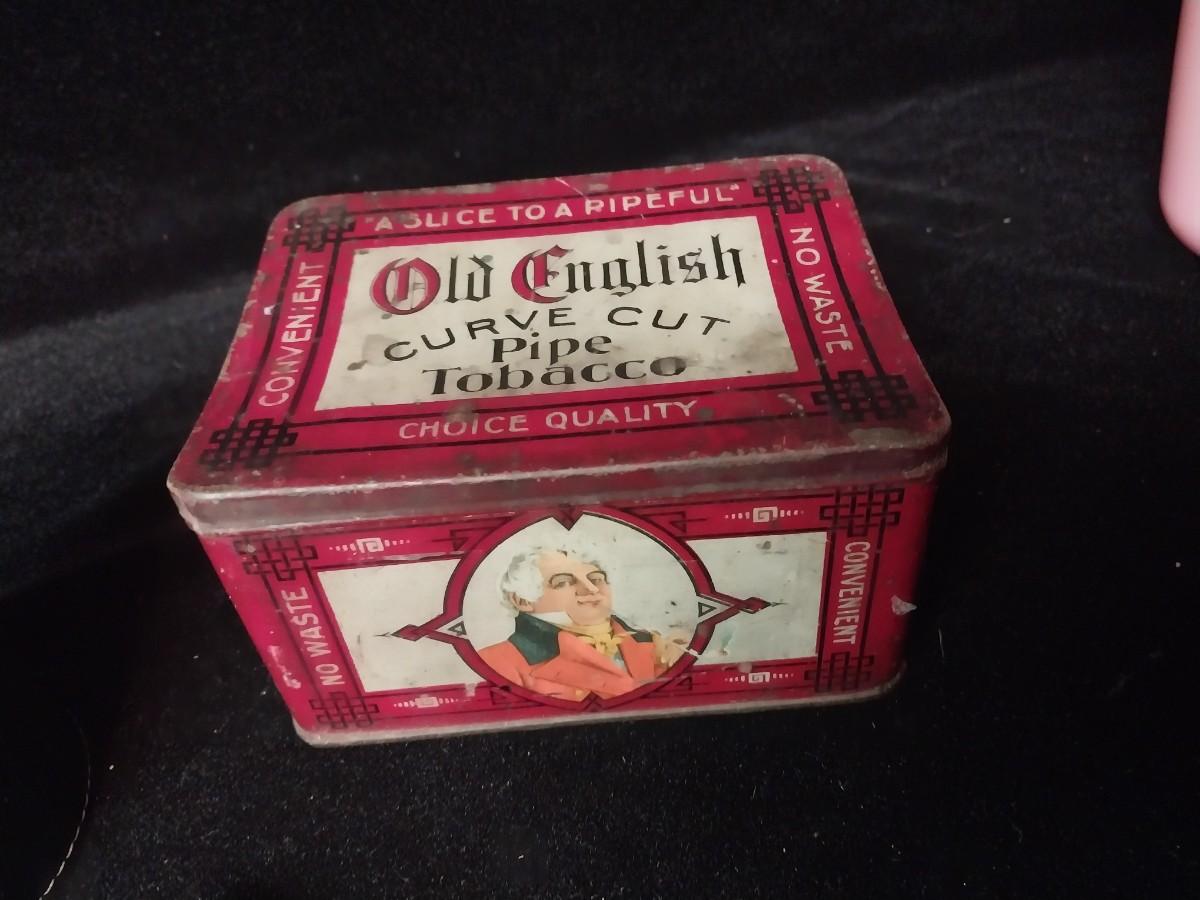 "A SLICE TO A PIPEFUL"
CONVENIENT
NO WASTE
Old English
CURVE CUT
Pipe
Tobacco
CHOICE QUALITY
NO WASTE
CONVENIENT